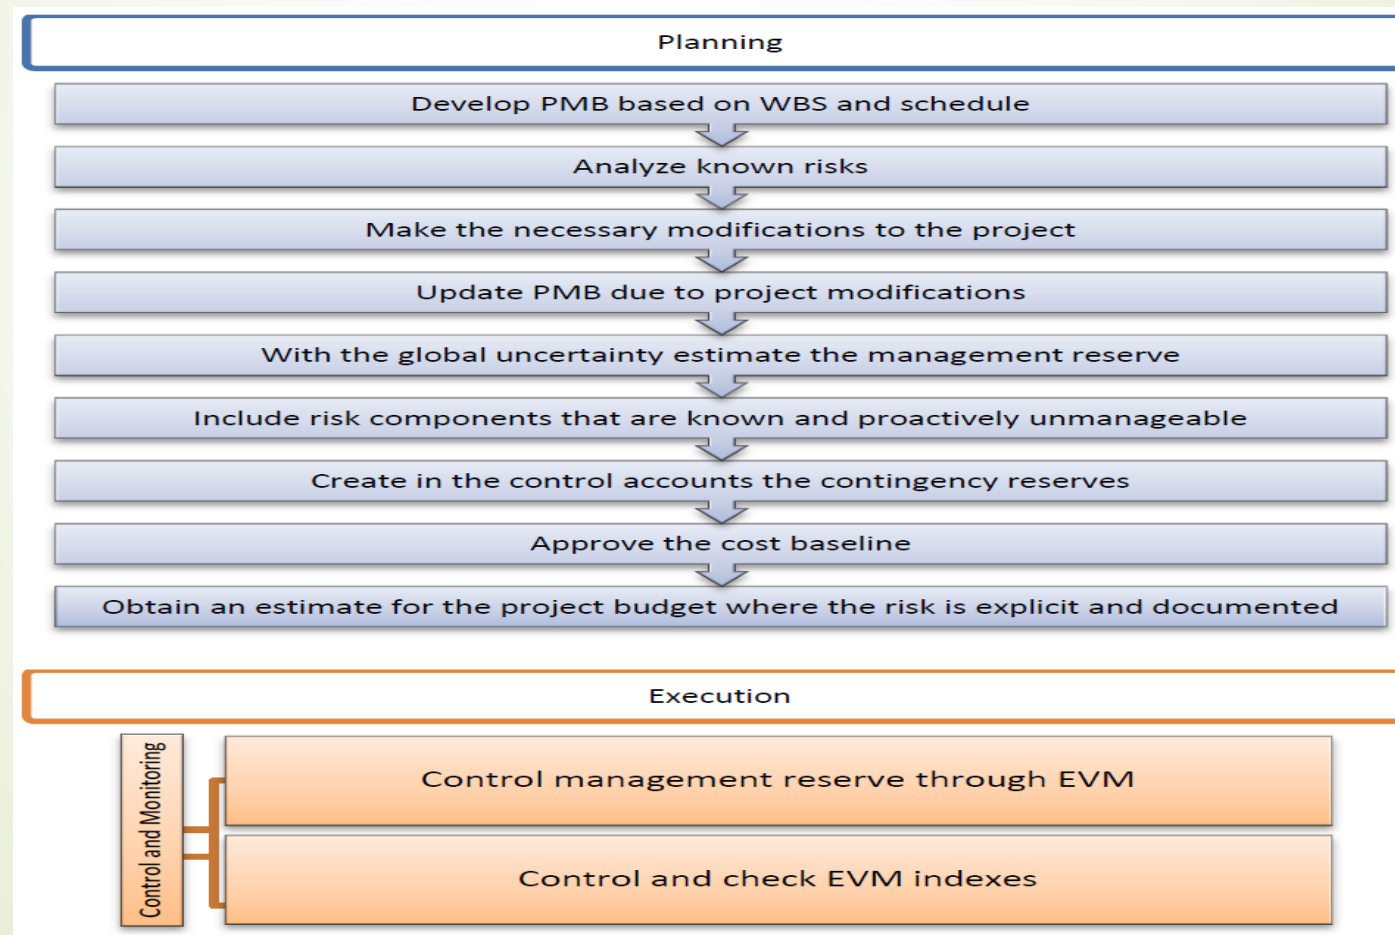 Planning
Develop PMB based on WBS and schedule
Analyze known risks
Make the necessary modifications to the project
Update PMB due to project modifications
With the global uncertainty estimate the management reserve
Include risk components that are known and proactively unmanageable
Create in the control accounts the contingency reserves
Approve the cost baseline
Obtain an estimate for the project budget where the risk is explicit and documented
Execution
Control and Monitoring
Control management reserve through EVM
Control and check EVM indexes